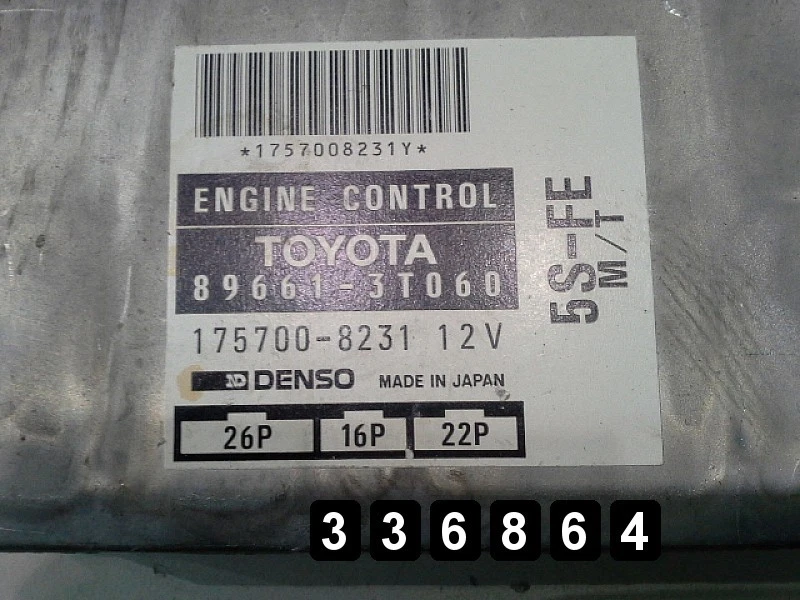 *1757008231Y*
ENGINE CONTROL
TOYOTA
89661-3T060
175700-8231 12V
ND DENSO MADE IN JAPAN
26P 16P 22P
5S-FE
M/T
336864